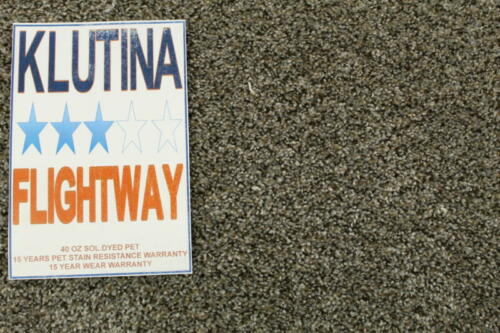 KLUTINA
FLIGHTWAY
40 OZ SOL.DYED PET
15 YEARS PET STAIN RESISTANCE WARRANTY
15 YEAR WEAR WARRANTY